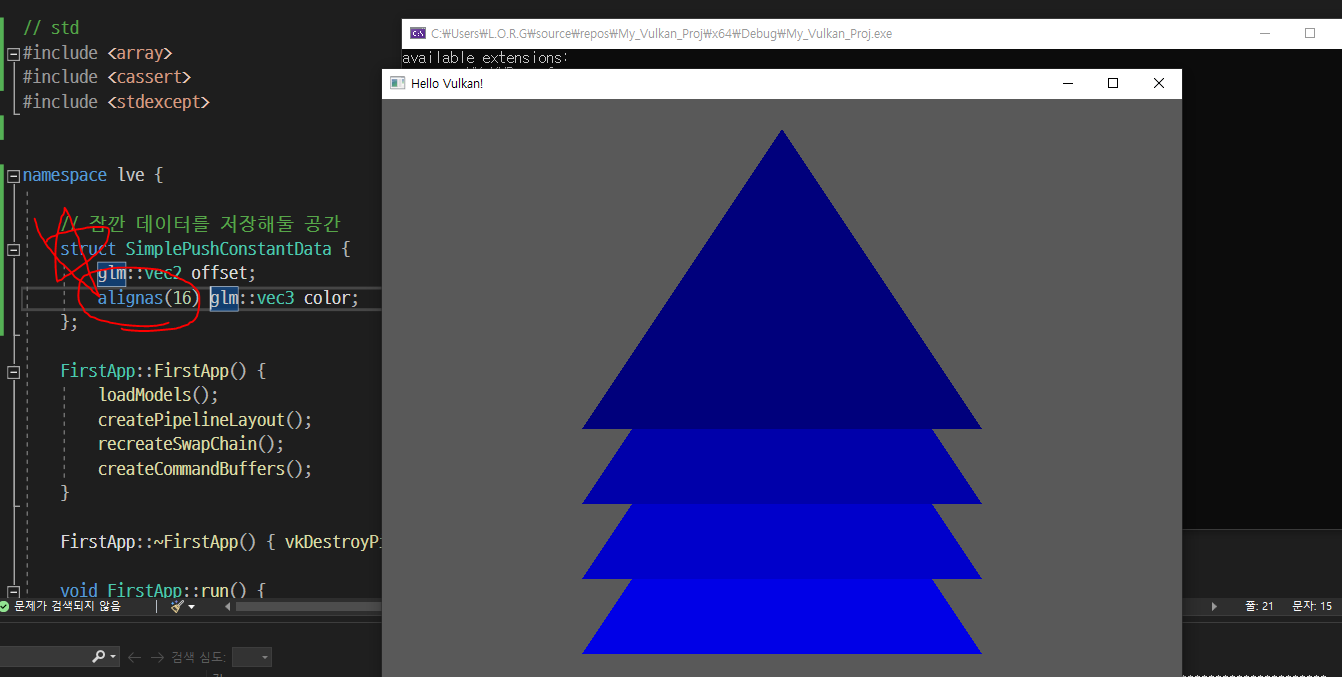 // std
#include <array>
#include <cassert>
#include <stdexcept>
namespace lve {
// 잠깐 데이터를 저장해둘 공간
struct SimplePushConstantData {
glm::vec2 offset;
alignas(16) glm::vec3 color;
};
FirstApp::FirstApp() {
loadModels();
createPipelineLayout();
recreateSwapChain();
createCommandBuffers();
}
FirstApp::~FirstApp() { vkDestroyPi
void FirstApp::run() {
문제가 검색되지 않음
줄: 21 문자: 15
검색 심도:
C:\Users\L.O.R.G\source\repos\My_Vulkan_Proj\x64\Debug\My_Vulkan_Proj.exe
available extensions:
Hello Vulkan!